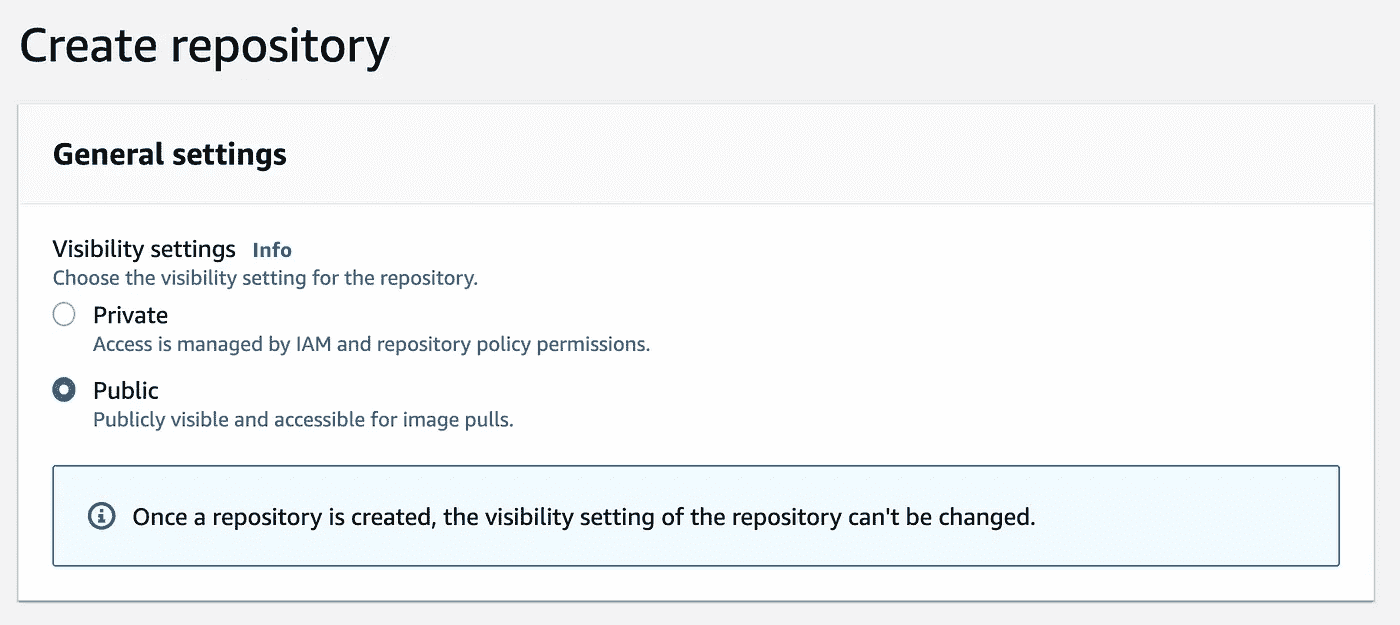 Create repository
General settings
Visibility settings Info
Choose the visibility setting for the repository.
Private
Access is managed by IAM and repository policy permissions.
Public
Publicly visible and accessible for image pulls.
Once a repository is created, the visibility setting of the repository can't be changed.